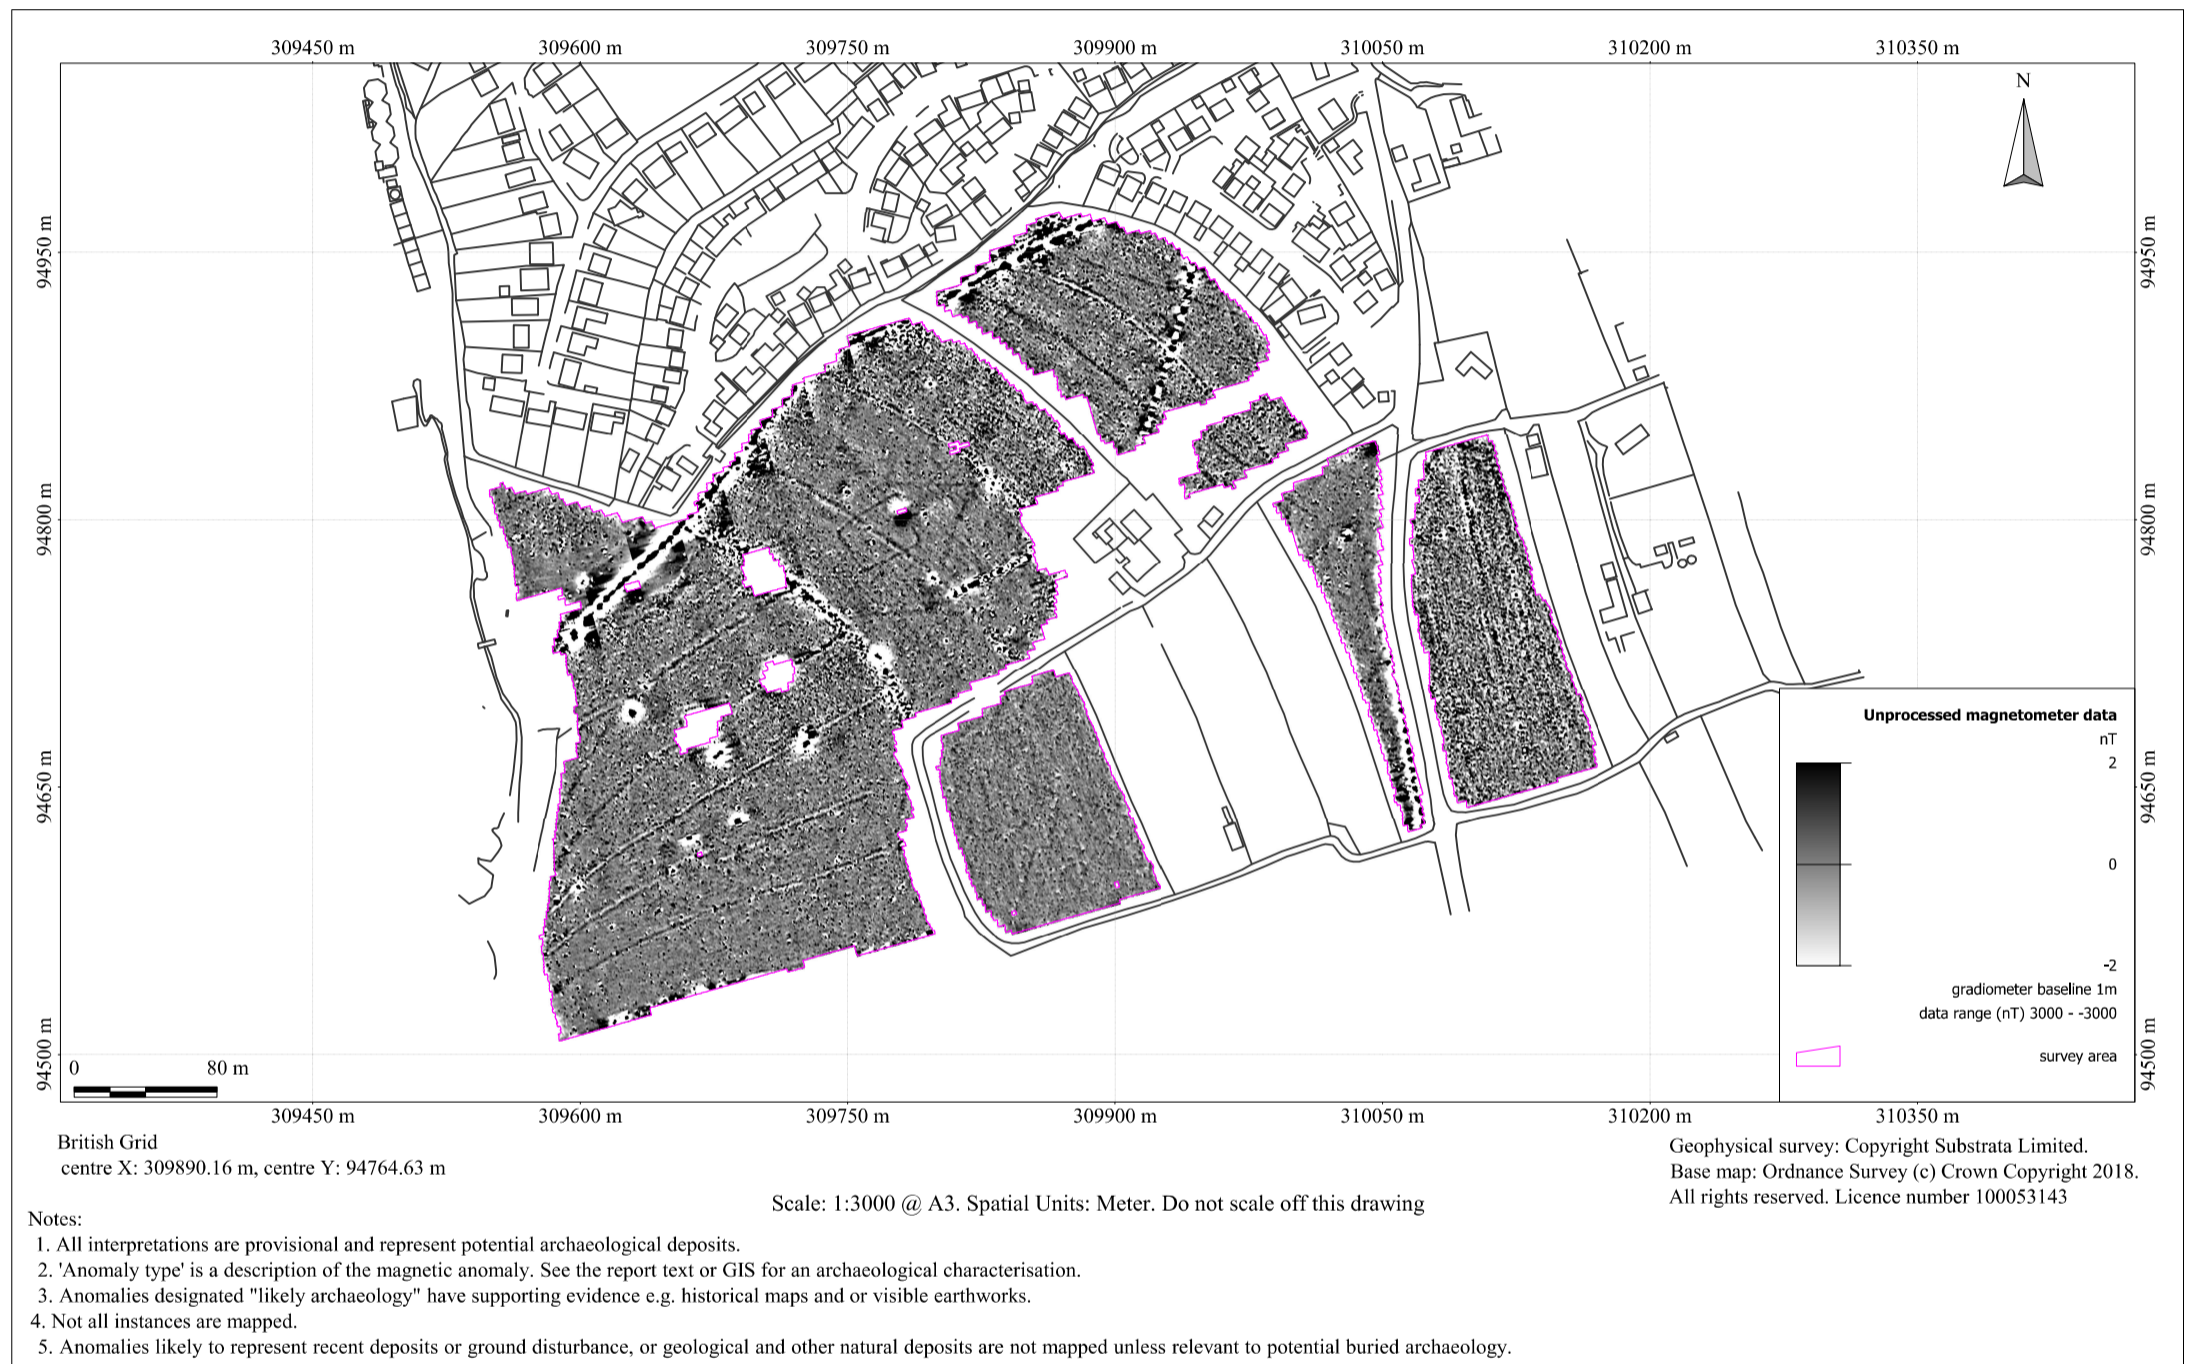 309450 m 309600 m 309750 m 309900 m 310050 m 310200 m 310350 m
N
94950 m 94950 m
94800 m 94800 m
94650 m 94650 m
94500 m 94500 m
Unprocessed magnetometer data
nT
2
0
-2
gradiometer baseline 1m
data range (nT) 3000 - -3000
survey area
0 80 m
309450 m 309600 m 309750 m 309900 m 310050 m 310200 m 310350 m
British Grid
centre X: 309890.16 m, centre Y: 94764.63 m
Geophysical survey: Copyright Substrata Limited.
Base map: Ordnance Survey (c) Crown Copyright 2018.
All rights reserved. Licence number 100053143
Scale: 1:3000 @ A3. Spatial Units: Meter. Do not scale off this drawing
Notes:
1. All interpretations are provisional and represent potential archaeological deposits.
2. 'Anomaly type' is a description of the magnetic anomaly. See the report text or GIS for an archaeological characterisation.
3. Anomalies designated "likely archaeology" have supporting evidence e.g. historical maps and or visible earthworks.
4. Not all instances are mapped.
5. Anomalies likely to represent recent deposits or ground disturbance, or geological and other natural deposits are not mapped unless relevant to potential buried archaeology.